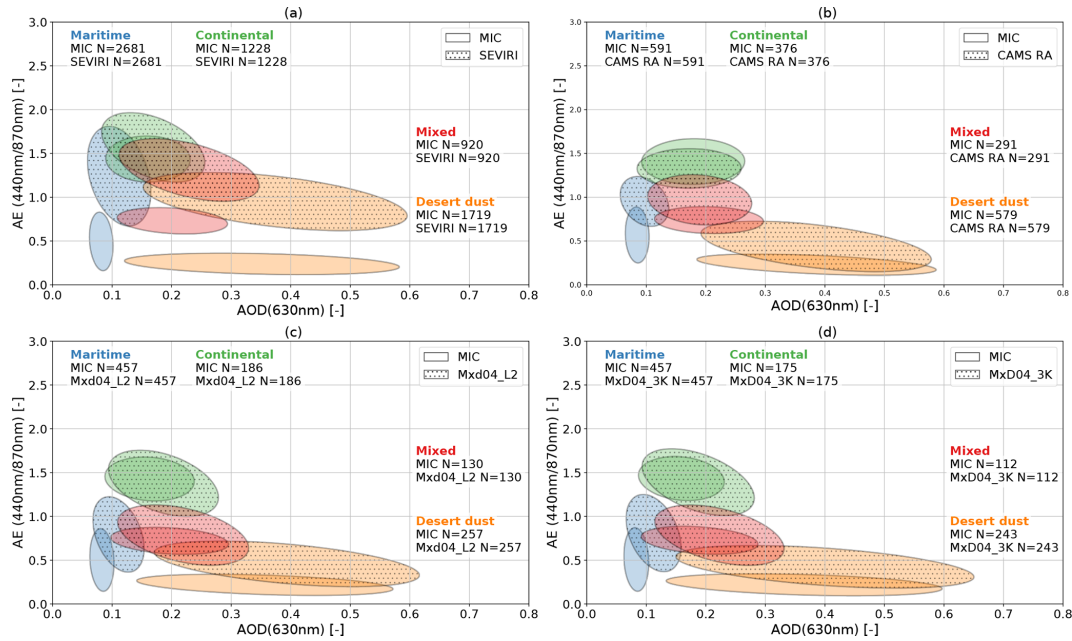 (a)
3.0
2.5
2.0
1.5
1.0
0.5
0.0
AE (440nm/870nm) [-]
Maritime
MIC N=2681
SEVIRI N=2681
Continental
MIC N=1228
SEVIRI N=1228
MIC
SEVIRI
Mixed
MIC N=920
SEVIRI N=920
Desert dust
MIC N=1719
SEVIRI N=1719
0.0 0.1 0.2 0.3 0.4 0.5 0.6 0.7 0.8
AOD(630nm) [-]
(b)
3.0
2.5
2.0
1.5
1.0
0.5
0.0
AE (440nm/870nm) [-]
Maritime
MIC N=591
CAMS RA N=591
Continental
MIC N=376
CAMS RA N=376
MIC
CAMS RA
Mixed
MIC N=291
CAMS RA N=291
Desert dust
MIC N=579
CAMS RA N=579
0.0 0.1 0.2 0.3 0.4 0.5 0.6 0.7 0.8
AOD(630nm) [-]
(c)
3.0
2.5
2.0
1.5
1.0
0.5
0.0
AE (440nm/870nm) [-]
Maritime
MIC N=457
Mxd04_L2 N=457
Continental
MIC N=186
Mxd04_L2 N=186
MIC
Mxd04_L2
Mixed
MIC N=130
Mxd04_L2 N=130
Desert dust
MIC N=257
Mxd04_L2 N=257
0.0 0.1 0.2 0.3 0.4 0.5 0.6 0.7 0.8
AOD(630nm) [-]
(d)
3.0
2.5
2.0
1.5
1.0
0.5
0.0
AE (440nm/870nm) [-]
Maritime
MIC N=457
MxD04_3K N=457
Continental
MIC N=175
MxD04_3K N=175
MIC
MxD04_3K
Mixed
MIC N=112
MxD04_3K N=112
Desert dust
MIC N=243
MxD04_3K N=243
0.0 0.1 0.2 0.3 0.4 0.5 0.6 0.7 0.8
AOD(630nm) [-]